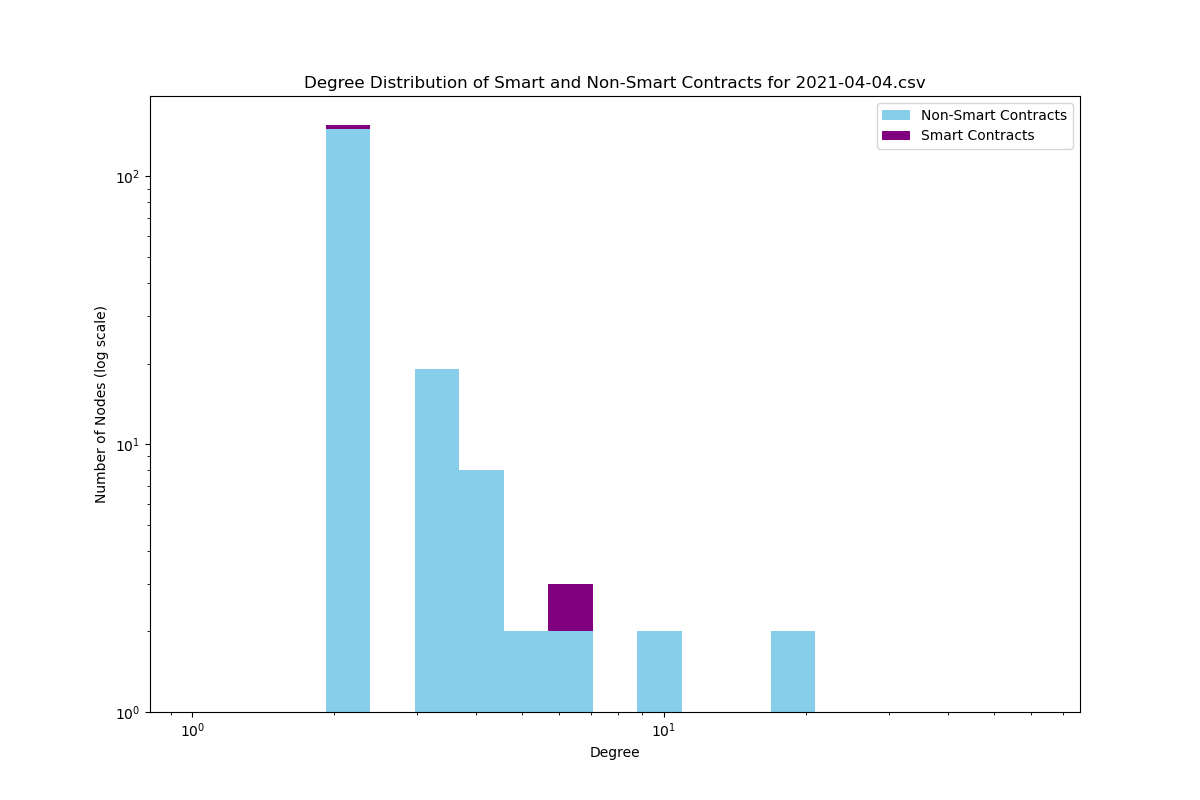 Degree Distribution of Smart and Non-Smart Contracts for 2021-04-04.csv
Non-Smart Contracts
Smart Contracts
Number of Nodes (log scale)
10²
10¹
10⁰
10⁰ 10¹
Degree